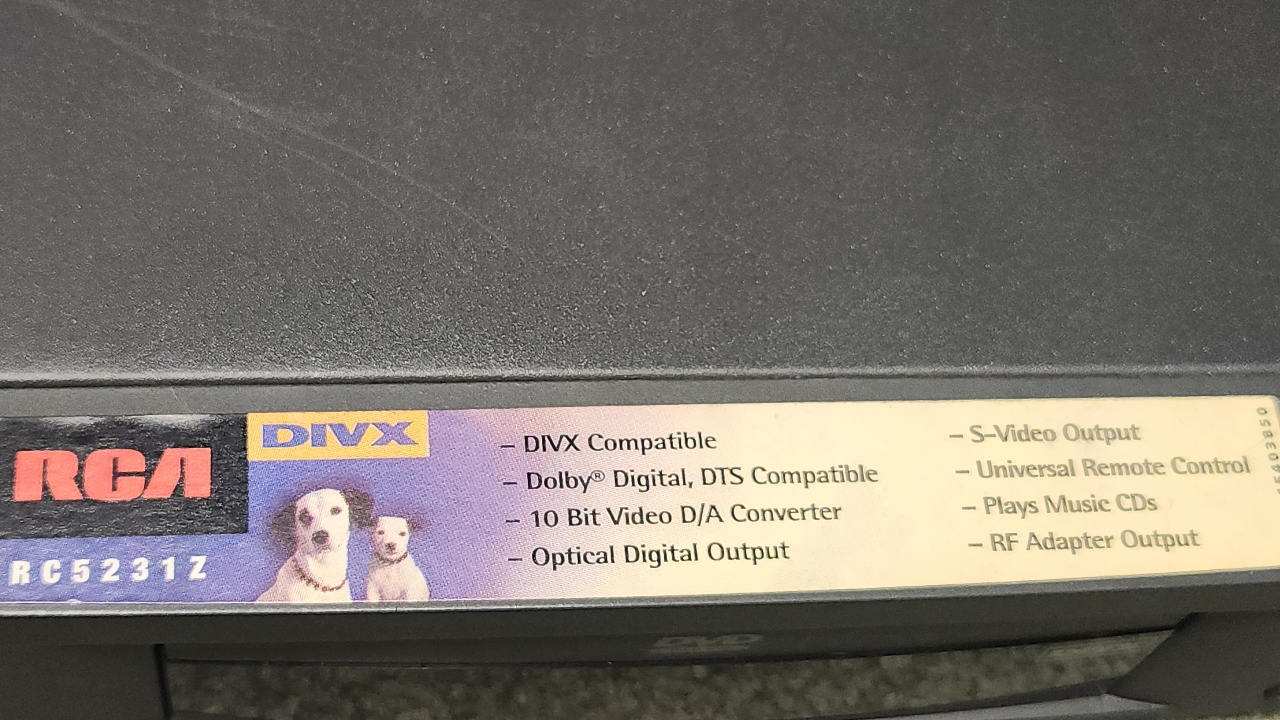 RCA
DIVX
RC5231Z
– DIVX Compatible
– Dolby® Digital, DTS Compatible
– 10 Bit Video D/A Converter
– Optical Digital Output
– S–Video Output
– Universal Remote Control
– Plays Music CDs
– RF Adapter Output
DVD